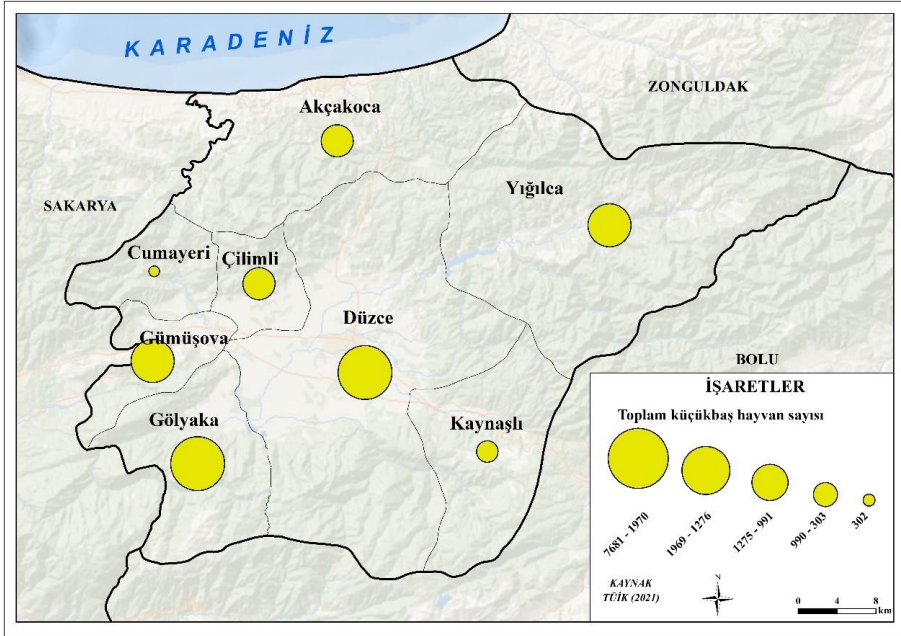 KARADENİZ
ZONGULDAK
Akçakoca
Yığılca
SAKARYA
Cumayeri
Çilimli
Düzce
Gümüşova
BOLU
Gölyaka
Kaynaşlı
İŞARETLER
Toplam küçükbaş hayvan sayısı
7681 - 1970
1969 - 1276
1275 - 991
990 - 303
302
KAYNAK
TÜİK (2021)
N
0 4 8
km